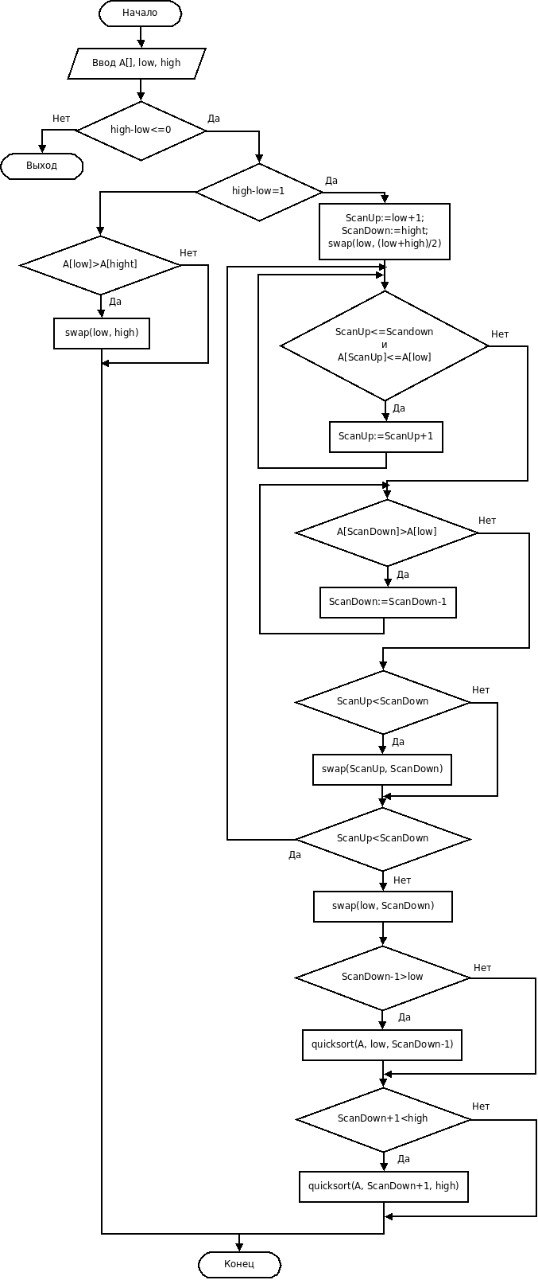 Начало
Ввод A[], low, high
high-low<=0
Нет
Да
Выход
high-low=1
Да
ScanUp:=low+1;
ScanDown:=hight;
swap(low, (low+high)/2)
A[low]>A[hight]
Нет
Да
swap(low, high)
ScanUp<=Scandown
и
A[ScanUp]<=A[low]
Нет
Да
ScanUp:=ScanUp+1
A[ScanDown]>A[low]
Нет
Да
ScanDown:=ScanDown-1
ScanUp<ScanDown
Нет
Да
swap(ScanUp, ScanDown)
ScanUp<ScanDown
Да
Нет
swap(low, ScanDown)
ScanDown-1>low
Нет
Да
quicksort(A, low, ScanDown-1)
ScanDown+1<high
Нет
Да
quicksort(A, ScanDown+1, high)
Конец